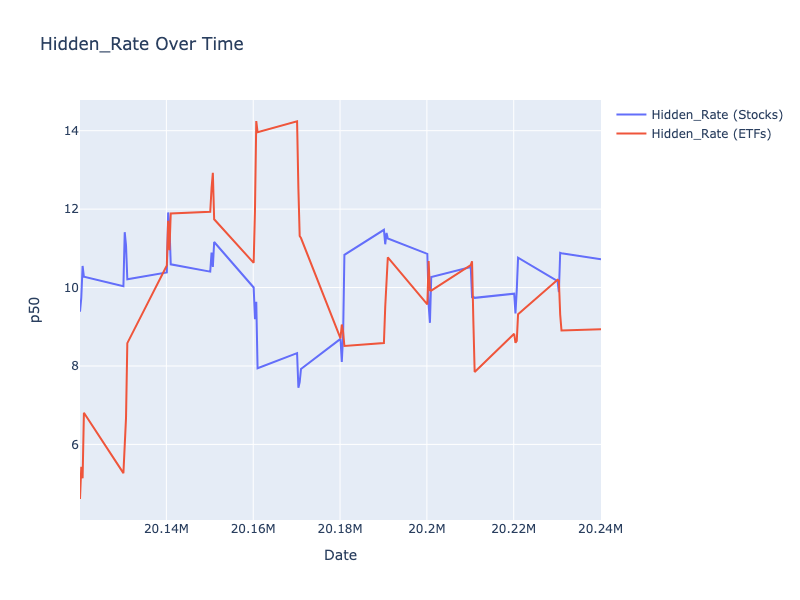 Hidden_Rate Over Time
Hidden_Rate (Stocks)
Hidden_Rate (ETFs)
14
12
10
8
6
p50
20.14M
20.16M
20.18M
20.2M
20.22M
20.24M
Date